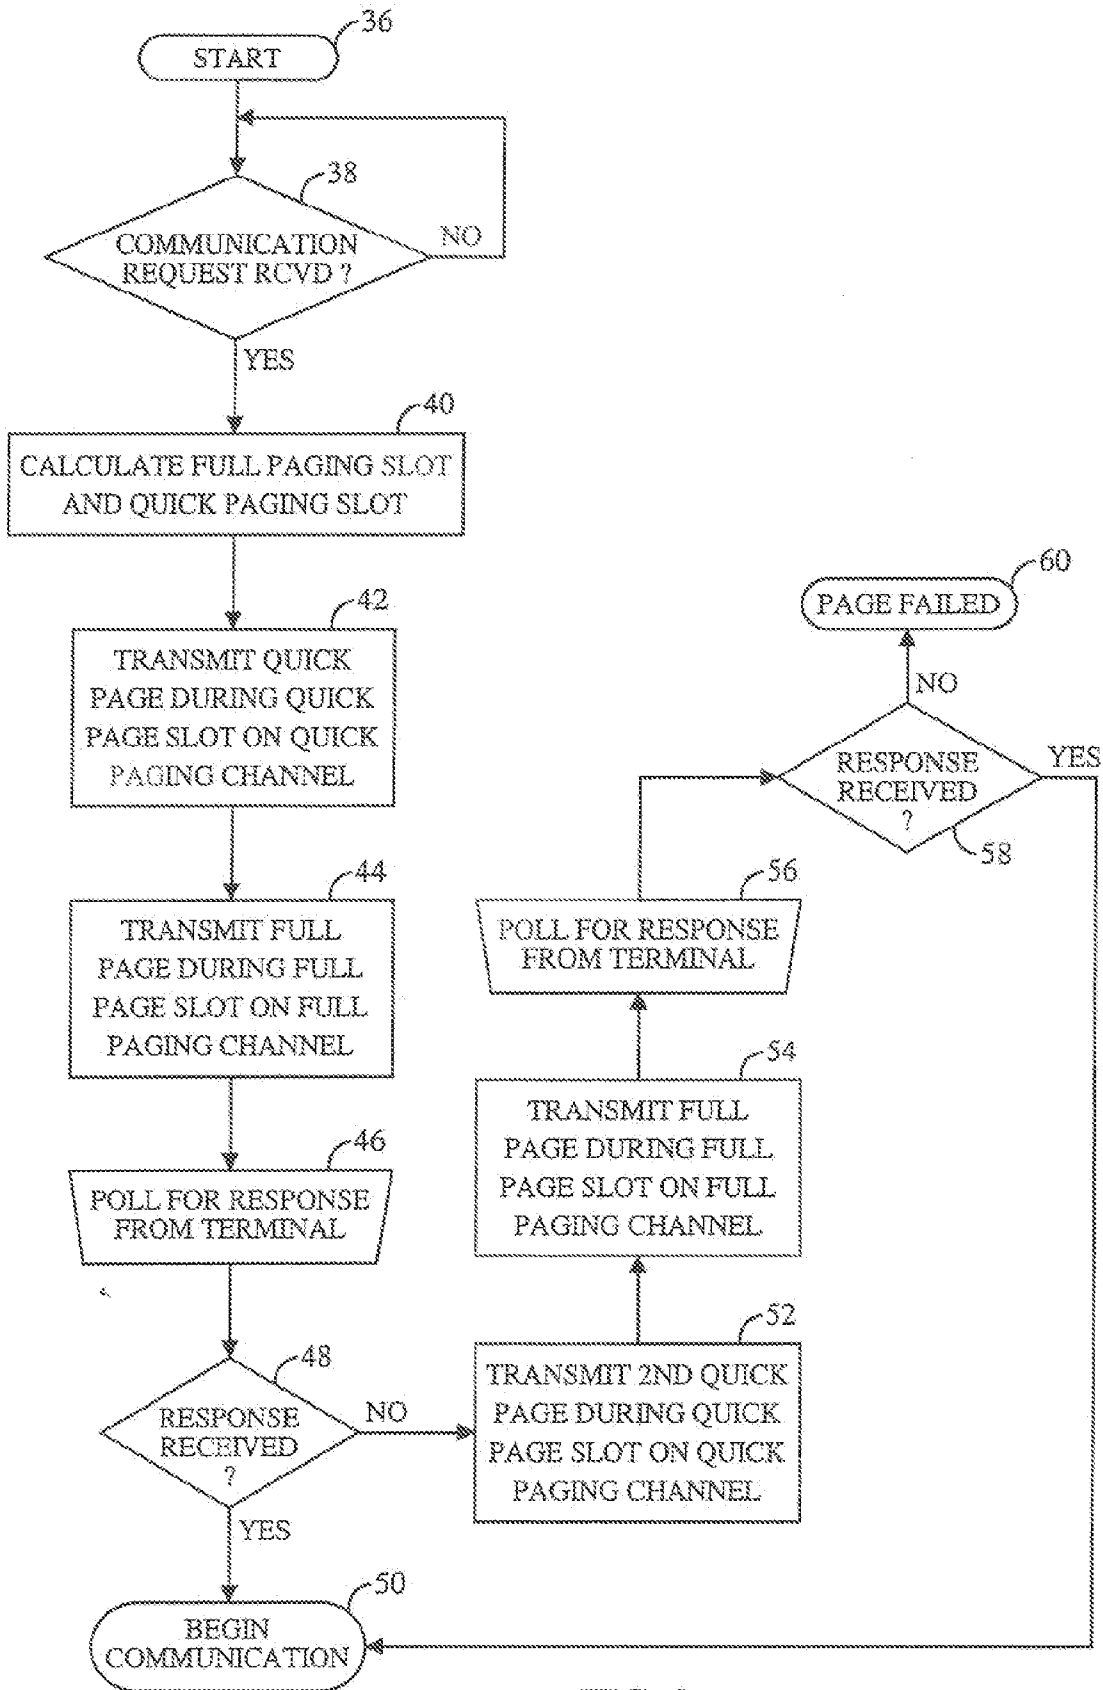 36
START
38
COMMUNICATION
REQUEST RCVD ?
NO
YES
40
CALCULATE FULL PAGING SLOT
AND QUICK PAGING SLOT
42
TRANSMIT QUICK
PAGE DURING QUICK
PAGE SLOT ON QUICK
PAGING CHANNEL
44
TRANSMIT FULL
PAGE DURING FULL
PAGE SLOT ON FULL
PAGING CHANNEL
46
POLL FOR RESPONSE
FROM TERMINAL
48
RESPONSE
RECEIVED
?
NO
YES
50
BEGIN
COMMUNICATION
52
TRANSMIT 2ND QUICK
PAGE DURING QUICK
PAGE SLOT ON QUICK
PAGING CHANNEL
54
TRANSMIT FULL
PAGE DURING FULL
PAGE SLOT ON FULL
PAGING CHANNEL
56
POLL FOR RESPONSE
FROM TERMINAL
58
RESPONSE
RECEIVED
?
YES
NO
60
PAGE FAILED